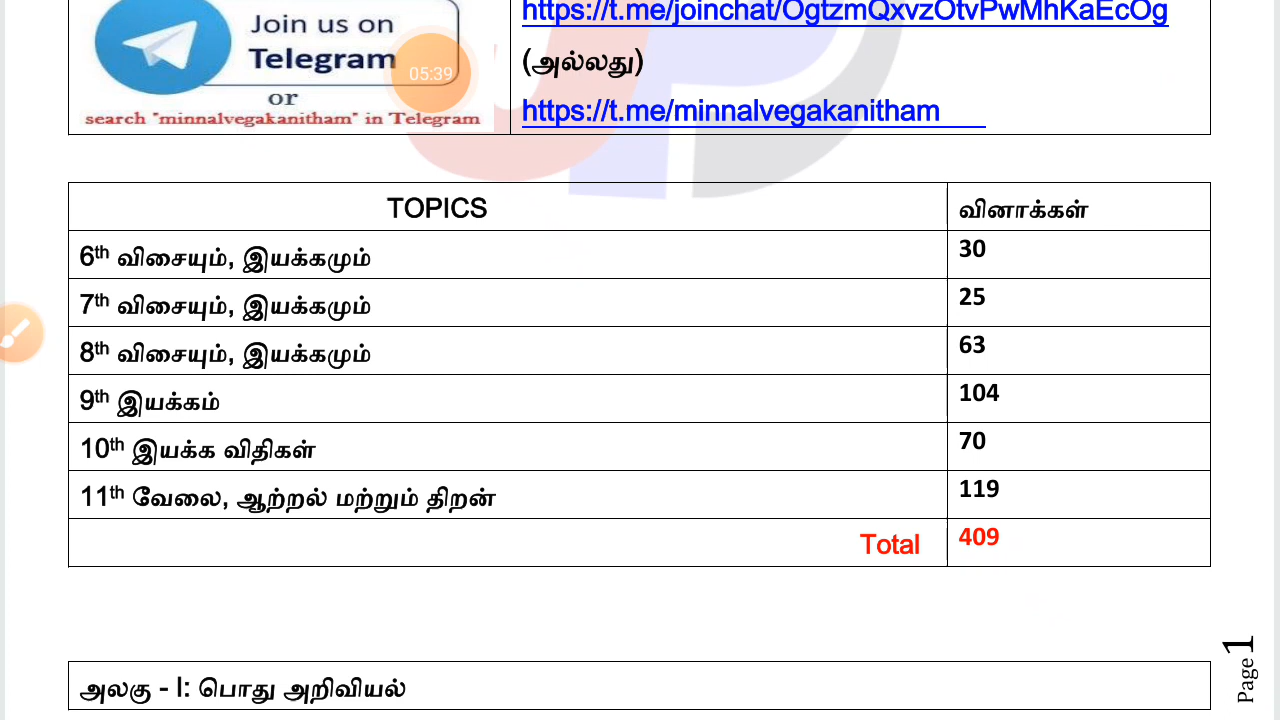 https://t.me/joinchat/OgtzmQxvzOtvPwMhKaEcOg
Join us on
Telegram
05:39
(அல்லது)
or
search "minnalvegakanitham" in Telegram
https://t.me/minnalvegakanitham
TOPICS வினாக்கள்
6th விசையும், இயக்கமும் 30
7th விசையும், இயக்கமும் 25
8th விசையும், இயக்கமும் 63
9th இயக்கம் 104
10th இயக்க விதிகள் 70
11th வேலை, ஆற்றல் மற்றும் திறன் 119
Total 409
Page 1
அலகு - I: பொது அறிவியல்